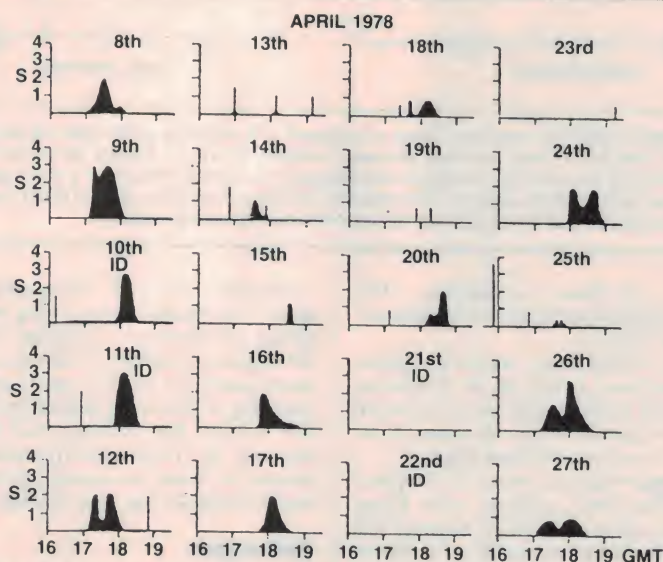 APRIL 1978
8th 13th 18th 23rd
4
3
S 2
1
9th 14th 19th 24th
4
3
S 2
1
10th ID 15th 20th 25th
4
3
S 2
1
11th ID 16th 21st ID 26th
4
3
S 2
1
12th 17th 22nd ID 27th
4
3
S 2
1
16 17 18 19 17 18 19 16 17 18 19 17 18 19 GMT